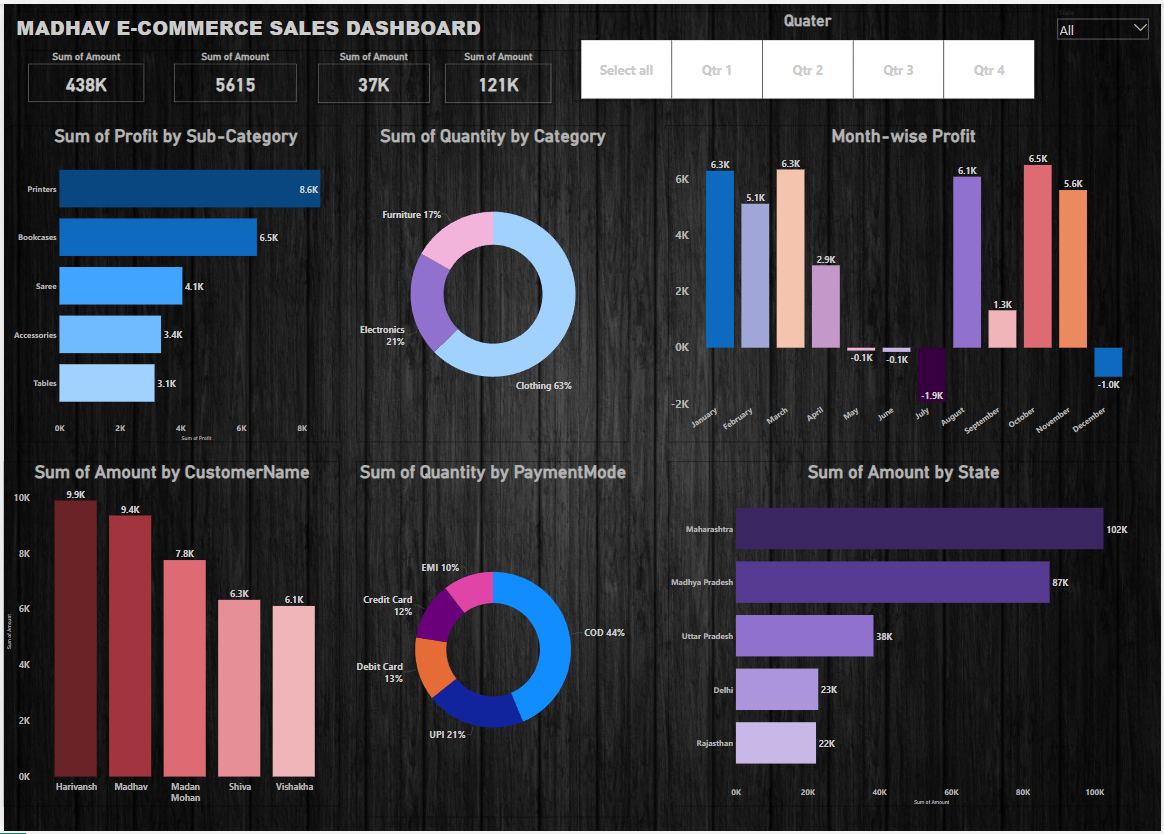 MADHAV E-COMMERCE SALES DASHBOARD
Quater
All
Sum of Amount
438K
Sum of Amount
5615
Sum of Amount
37K
Sum of Amount
121K
Select all
Qtr 1
Qtr 2
Qtr 3
Qtr 4
Sum of Profit by Sub-Category
Printers
8.6K
Bookcases
6.5K
Saree
4.1K
Accessories
3.4K
Tables
3.1K
0K
2K
4K
6K
8K
Sum of Profit
Sum of Quantity by Category
Furniture 17%
Electronics
21%
Clothing 63%
Month-wise Profit
6K
4K
2K
0K
-2K
6.3K
5.1K
6.3K
2.9K
-0.1K
-0.1K
-1.9K
6.1K
1.3K
6.5K
5.6K
-1.0K
January
February
March
April
May
June
July
August
September
October
November
December
Sum of Amount by CustomerName
Sum of Amount
10K
8K
6K
4K
2K
0K
9.9K
9.4K
7.8K
6.3K
6.1K
Harivansh
Madhav
Madan
Mohan
Shiva
Vishakha
Sum of Quantity by PaymentMode
EMI 10%
Credit Card
12%
Debit Card
13%
UPI 21%
COD 44%
Sum of Amount by State
Maharashtra
102K
Madhya Pradesh
87K
Uttar Pradesh
38K
Delhi
23K
Rajasthan
22K
0K
20K
40K
60K
80K
100K
Sum of Amount